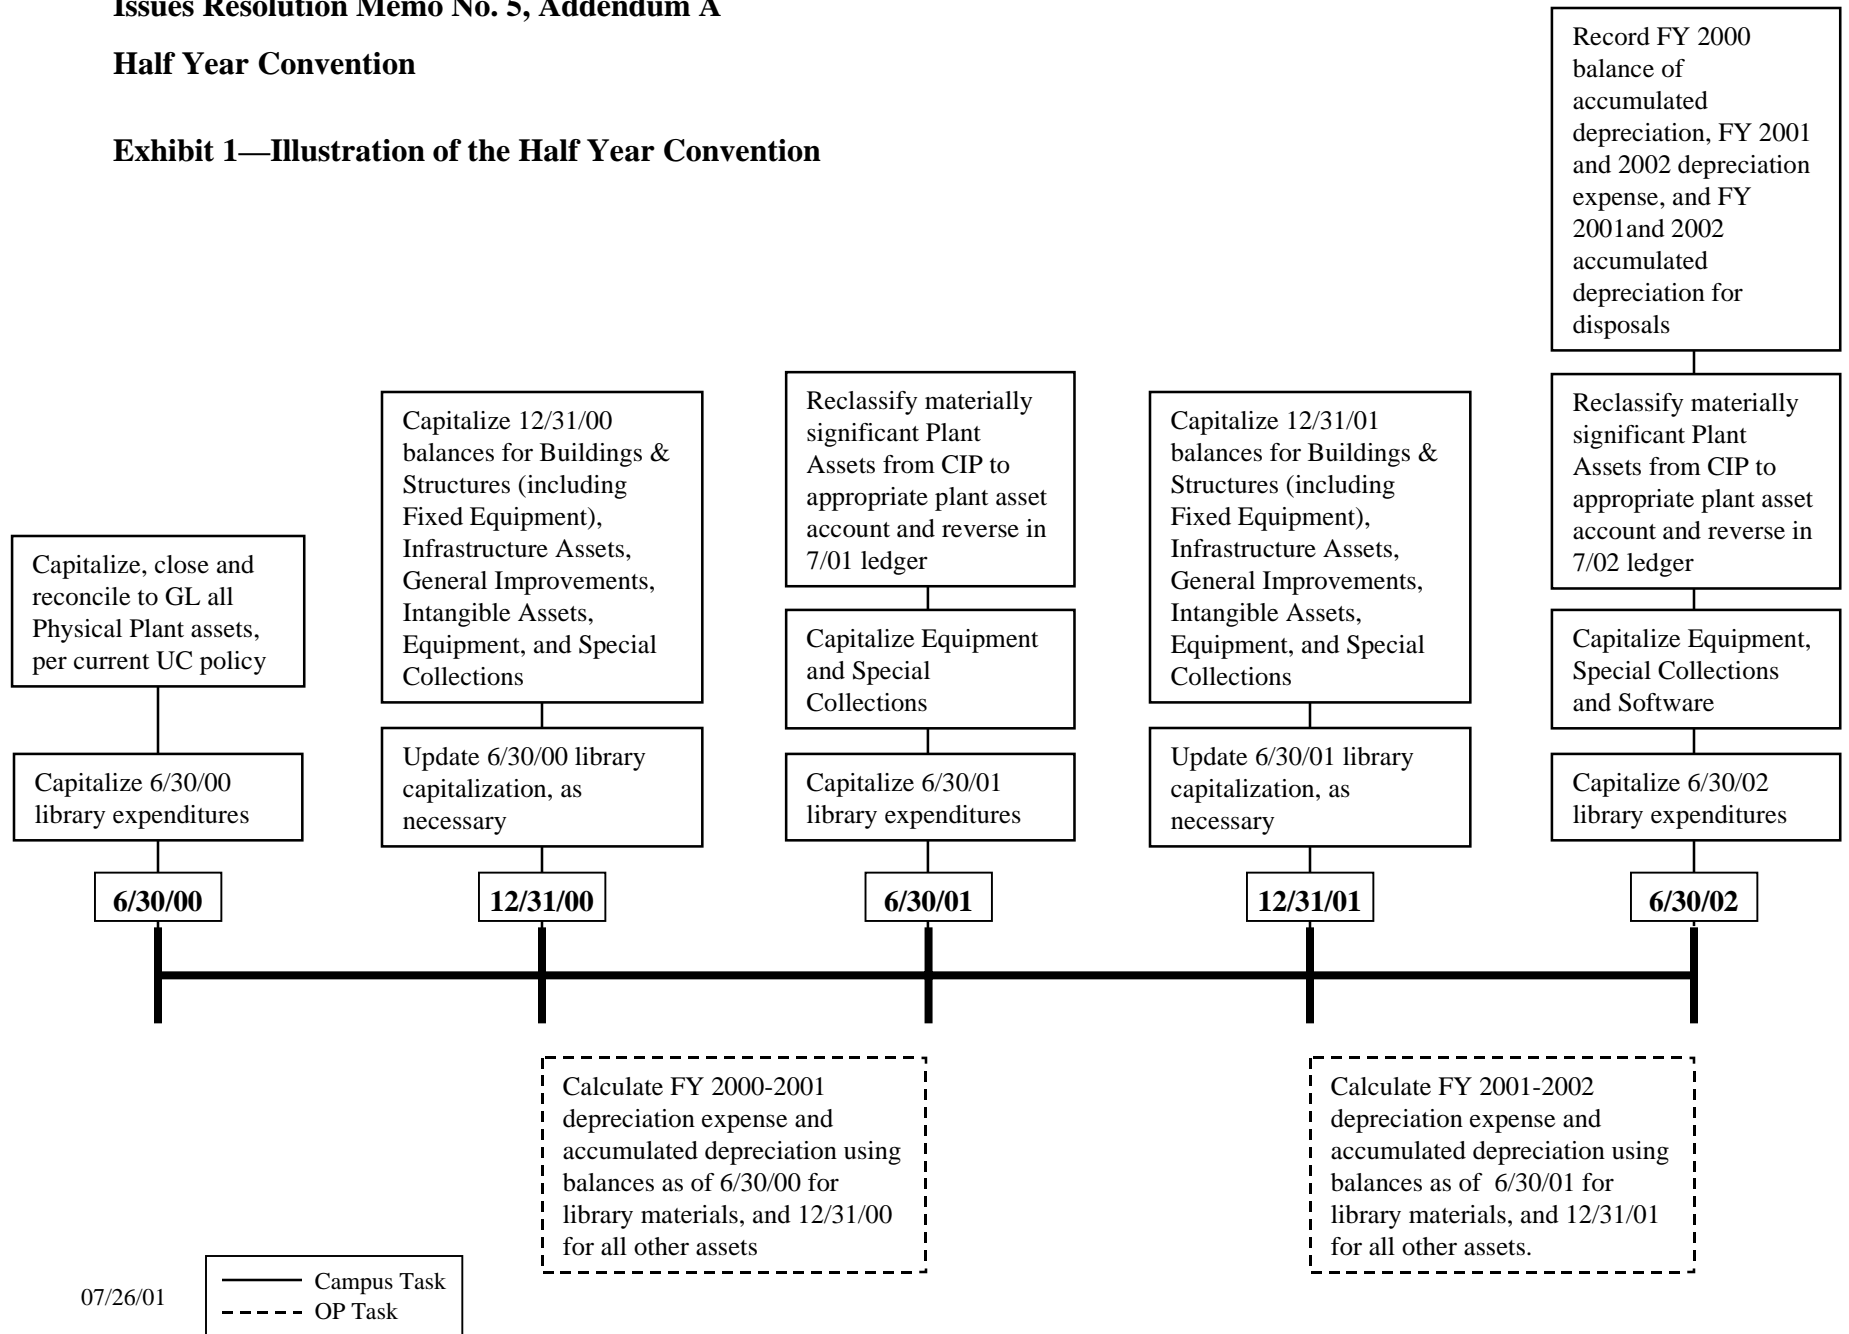 Issues Resolution Memo No. 5, Addendum A
Half Year Convention
Exhibit 1—Illustration of the Half Year Convention
Capitalize, close and
reconcile to GL all
Physical Plant assets,
per current UC policy
Capitalize 6/30/00
library expenditures
6/30/00
Capitalize 12/31/00
balances for Buildings &
Structures (including
Fixed Equipment),
Infrastructure Assets,
General Improvements,
Intangible Assets,
Equipment, and Special
Collections
Update 6/30/00 library
capitalization, as
necessary
12/31/00
Reclassify materially
significant Plant
Assets from CIP to
appropriate plant asset
account and reverse in
7/01 ledger
Capitalize Equipment
and Special
Collections
Capitalize 6/30/01
library expenditures
6/30/01
Capitalize 12/31/01
balances for Buildings &
Structures (including
Fixed Equipment),
Infrastructure Assets,
General Improvements,
Intangible Assets,
Equipment, and Special
Collections
Update 6/30/01 library
capitalization, as
necessary
12/31/01
Record FY 2000
balance of
accumulated
depreciation, FY 2001
and 2002 depreciation
expense, and FY
2001and 2002
accumulated
depreciation for
disposals
Reclassify materially
significant Plant
Assets from CIP to
appropriate plant asset
account and reverse in
7/02 ledger
Capitalize Equipment,
Special Collections
and Software
Capitalize 6/30/02
library expenditures
6/30/02
Calculate FY 2000-2001
depreciation expense and
accumulated depreciation using
balances as of 6/30/00 for
library materials, and 12/31/00
for all other assets
Calculate FY 2001-2002
depreciation expense and
accumulated depreciation using
balances as of  6/30/01 for
library materials, and 12/31/01
for all other assets.
07/26/01
Campus Task
OP Task